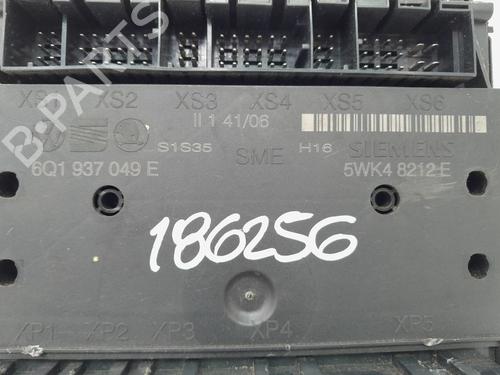 XS1 XS2 XS3 XS4 XS5 XS6
II 1 41/06
S1S35 SME H16 SIEMENS
6Q1 937 049 E 5WK4 8212 E
186256
XP1 XP2 XP3 XP4 XP5
B-PARTS